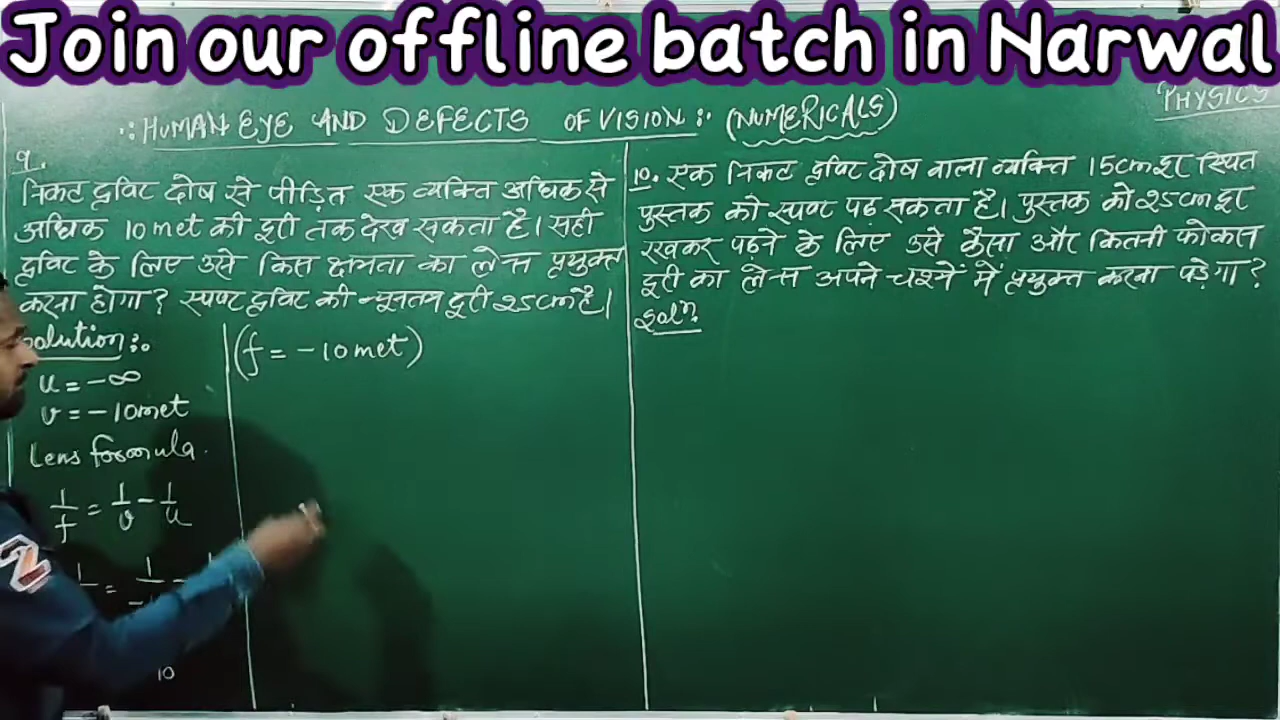 Join our offline batch in Narwal
PHYSICS
∴ HUMAN EYE AND DEFECTS OF VISION :· (NUMERICALS)
9.
निकट दृष्टि दोष से पीड़ित एक व्यक्ति अधिक से
अधिक 10 met की दूरी तक देख सकता है। सही
दृष्टि के लिए उसे किस क्षमता का लेन्स प्रयुक्त
करना होगा? स्पष्ट दृष्टि की न्यूनतम दूरी 25cm है।
Solution :-
u = -∞
v = -10met
Lens formula.
1/f = 1/v - 1/u
10
(f = -10 met)
10. एक निकट दृष्टि दोष वाला व्यक्ति 15cm दूर स्थित
पुस्तक को स्पष्ट पढ़ सकता है। पुस्तक को 25cm दूर
रखकर पढ़ने के लिए उसे कैसा और कितनी फोकस
दूरी का लेन्स अपने चश्में में प्रयुक्त करना पड़ेगा?
Solⁿ: